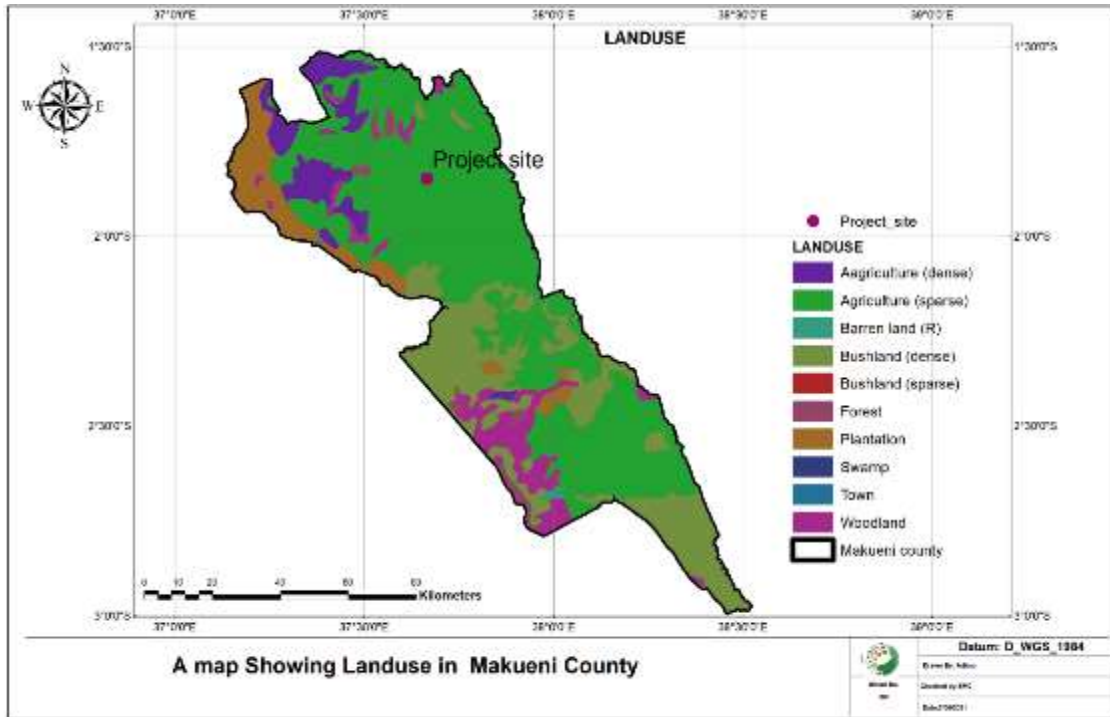 37°0'0"E 37°30'0"E 38°0'0"E 38°30'0"E 39°0'0"E
LANDUSE
1°30'0"S 1°30'0"S
N
W E
S
Project site
Project_site
2°0'0"S 2°0'0"S
LANDUSE
Aagriculture (dense)
Agriculture (sparse)
Barren land (R)
Bushland (dense)
Bushland (sparse)
2°30'0"S 2°30'0"S
Forest
Plantation
Swamp
Town
Woodland
Makueni county
0 10 20 40 60 80
Kilometers
3°0'0"S 3°0'0"S
37°0'0"E 37°30'0"E 38°0'0"E 38°30'0"E 39°0'0"E
A map Showing Landuse in Makueni County
Datum: D_WGS_1984